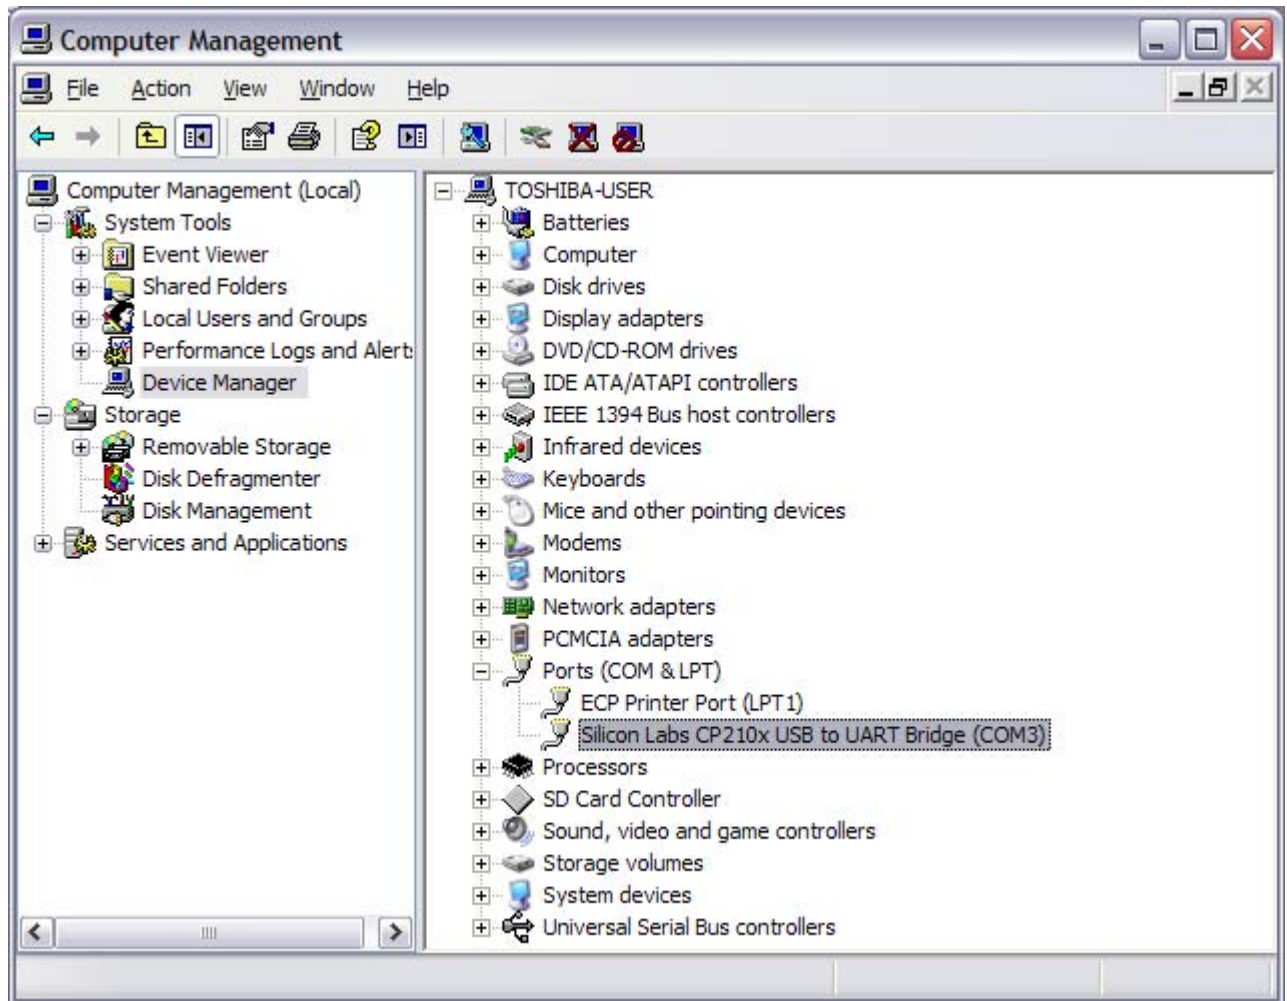 Computer Management
File Action View Window Help
Computer Management (Local)
System Tools
Event Viewer
Shared Folders
Local Users and Groups
Performance Logs and Alerts
Device Manager
Storage
Removable Storage
Disk Defragmenter
Disk Management
Services and Applications
TOSHIBA-USER
Batteries
Computer
Disk drives
Display adapters
DVD/CD-ROM drives
IDE ATA/ATAPI controllers
IEEE 1394 Bus host controllers
Infrared devices
Keyboards
Mice and other pointing devices
Modems
Monitors
Network adapters
PCMCIA adapters
Ports (COM & LPT)
ECP Printer Port (LPT1)
Silicon Labs CP210x USB to UART Bridge (COM3)
Processors
SD Card Controller
Sound, video and game controllers
Storage volumes
System devices
Universal Serial Bus controllers